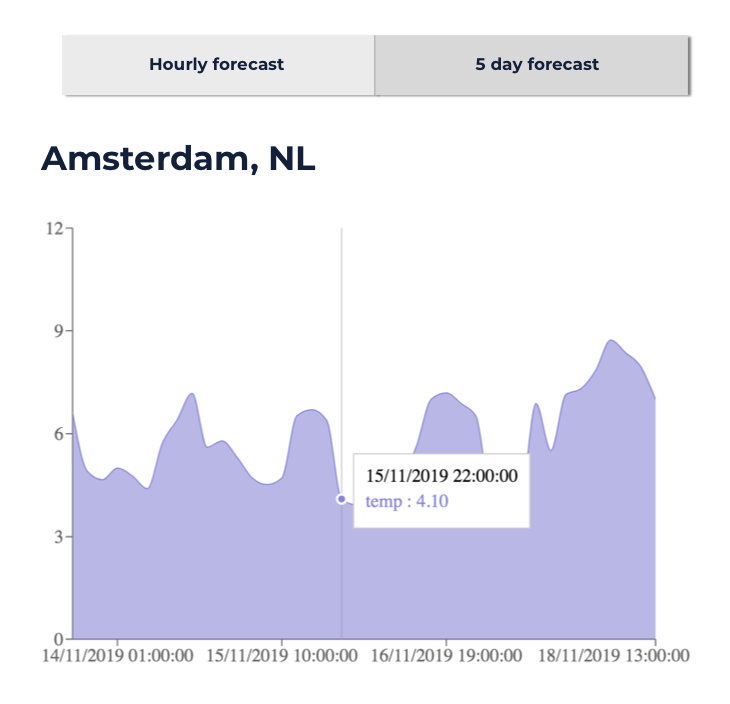 Hourly forecast
5 day forecast
Amsterdam, NL
12
9
6
3
0
15/11/2019 22:00:00
temp : 4.10
14/11/2019 01:00:00
15/11/2019 10:00:00
16/11/2019 19:00:00
18/11/2019 13:00:00